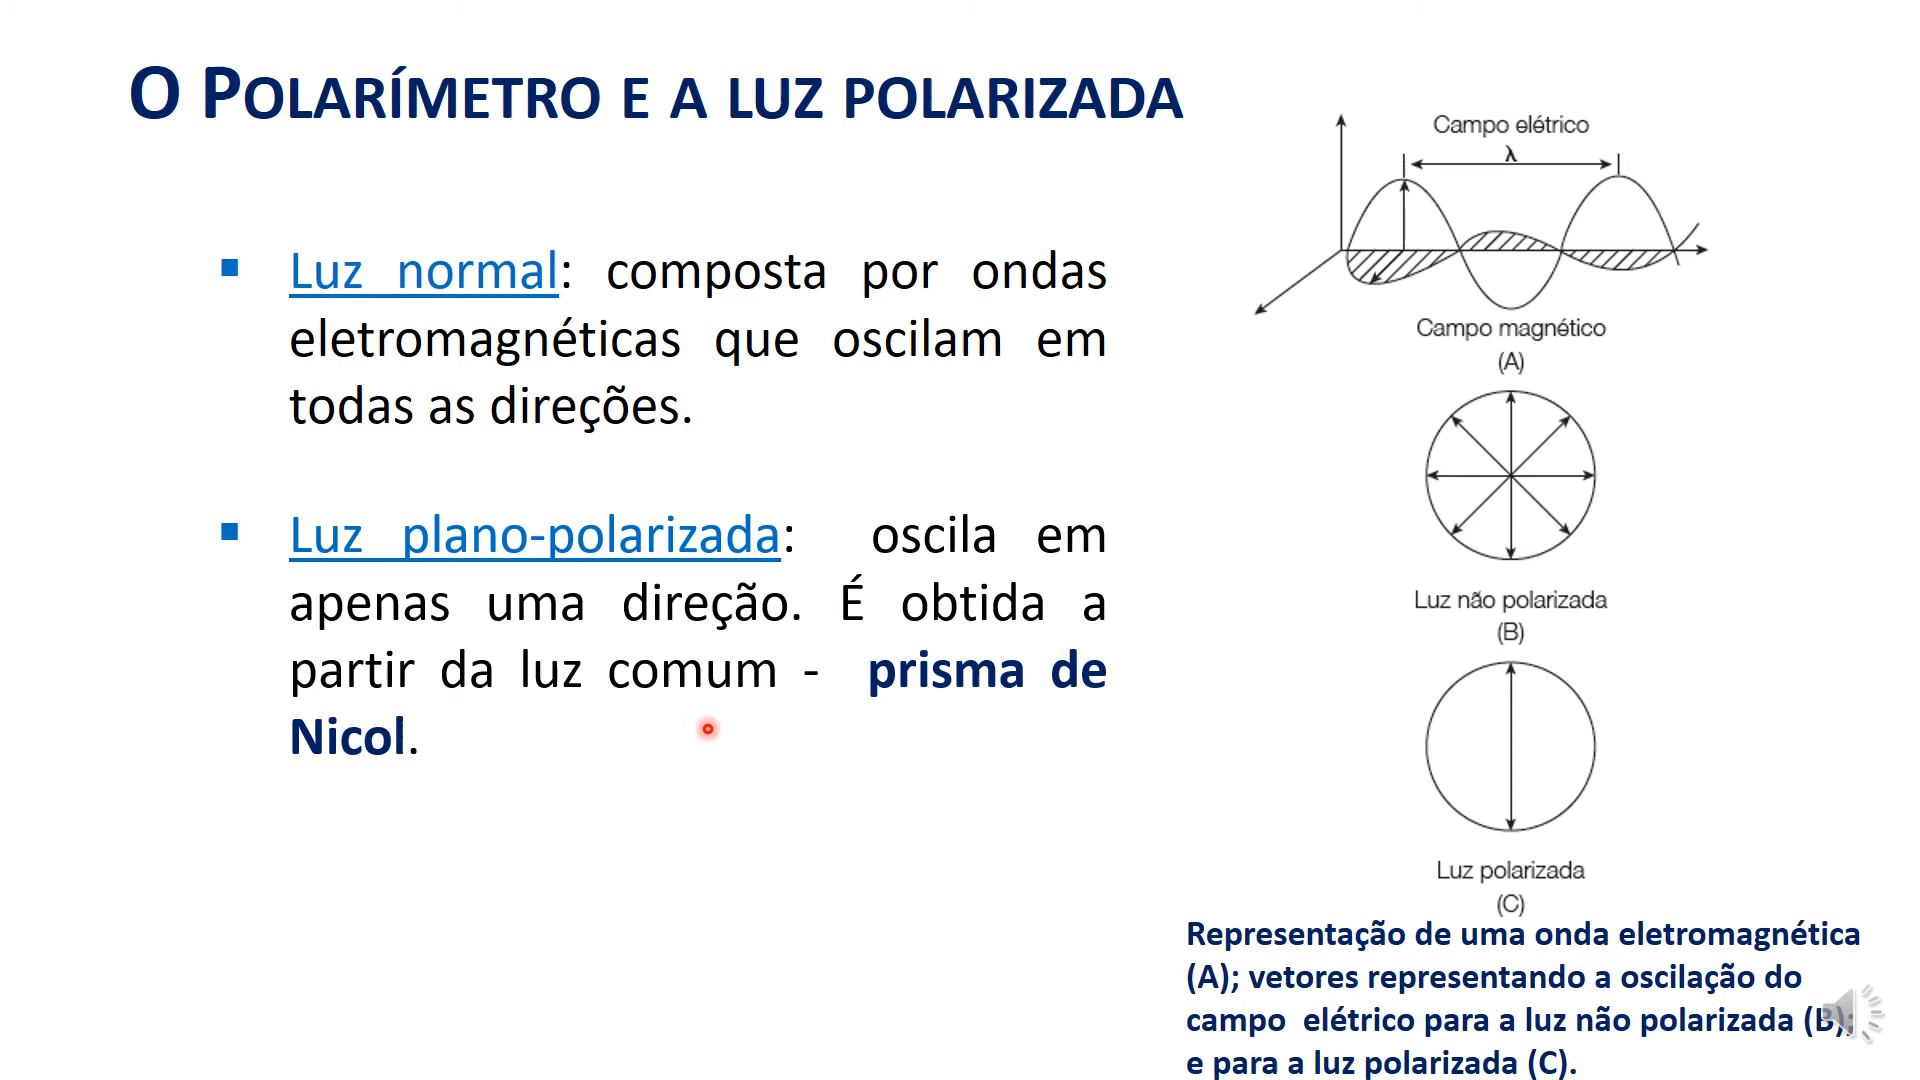 O POLARÍMETRO E A LUZ POLARIZADA
Luz normal: composta por ondas
eletromagnéticas que oscilam em
todas as direções.
Luz plano-polarizada: oscila em
apenas uma direção. É obtida a
partir da luz comum - prisma de
Nicol.
Campo elétrico
λ
Campo magnético
(A)
Luz não polarizada
(B)
Luz polarizada
(C)
Representação de uma onda eletromagnética
(A); vetores representando a oscilação do
campo elétrico para a luz não polarizada (B);
e para a luz polarizada (C).